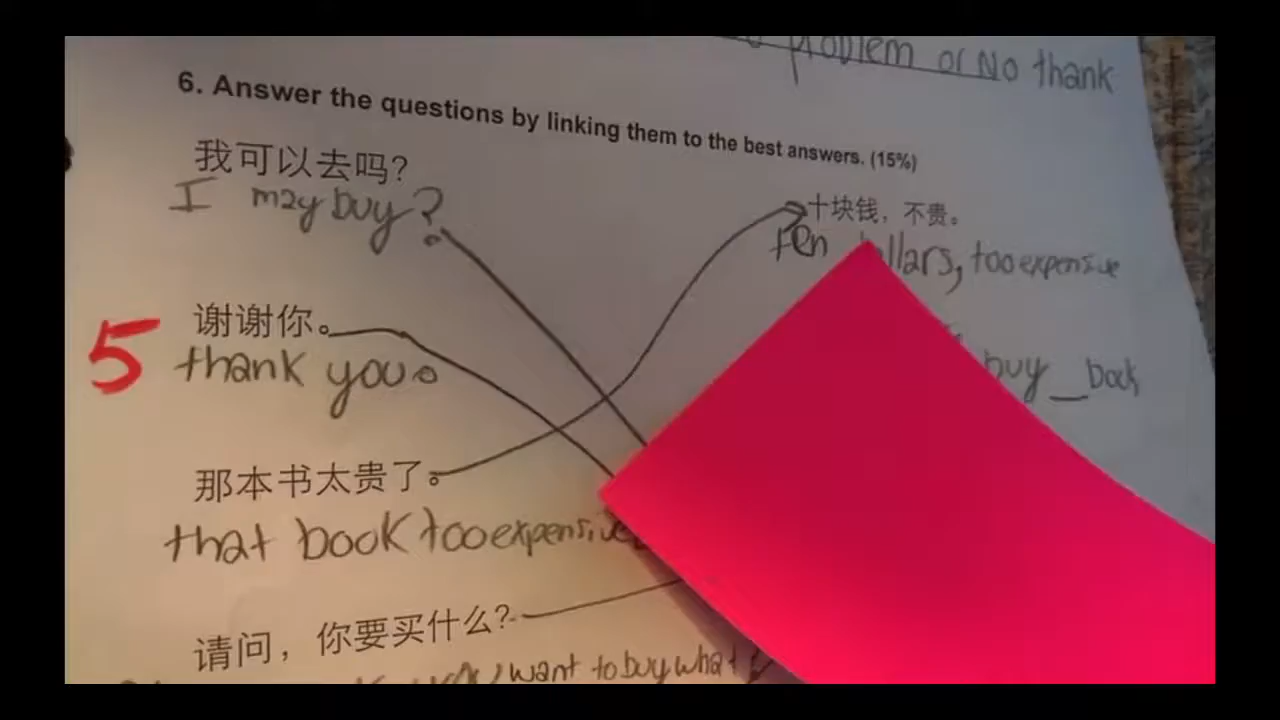 problem or No thank
6. Answer the questions by linking them to the best answers. (15%)
我可以去吗?
I may buy?
十块钱，不贵。
ten dollars, too expensive
谢谢你。
5
thank you。
buy _ book
那本书太贵了。
that book too expensive
请问，你要买什么?
want to buy what